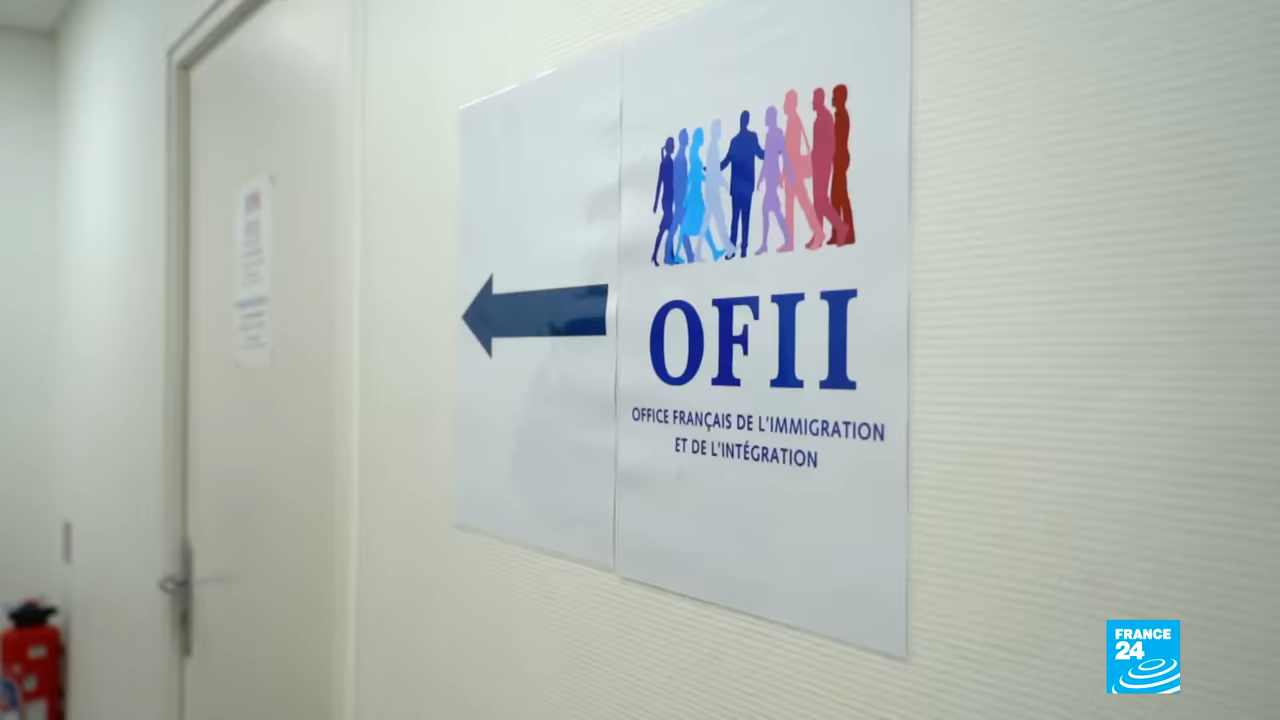 OFII
OFFICE FRANÇAIS DE L'IMMIGRATION
ET DE L'INTÉGRATION
FRANCE
24